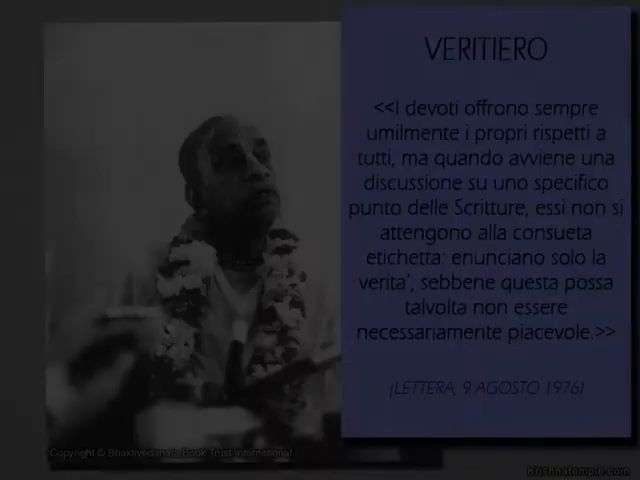 VERITIERO
<<I devoti offrono sempre
umilmente i propri rispetti a
tutti, ma quando avviene una
discussione su uno specifico
punto delle Scritture, essi non si
attengono alla consueta
etichetta: enunciano solo la
verita', sebbene questa possa
talvolta non essere
necessariamente piacevole.>>
(LETTERA, 9 AGOSTO 1976)
Copyright © Bhaktivedanta Book Trust International
Krishnatemple.com